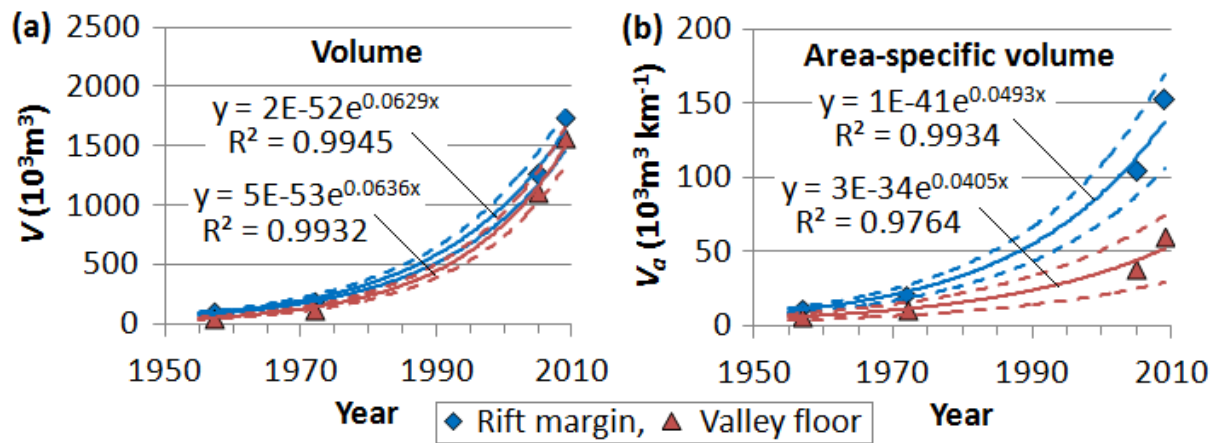 (a)
Volume
V (10³m³)
2500
2000
1500
1000
500
0
y = 2E-52e^0.0629x
R² = 0.9945
y = 5E-53e^0.0636x
R² = 0.9932
1950 1970 1990 2010
Year
(b)
Area-specific volume
Va (10³m³ km⁻¹)
200
150
100
50
0
y = 1E-41e^0.0493x
R² = 0.9934
y = 3E-34e^0.0405x
R² = 0.9764
1950 1970 1990 2010
Year
Rift margin, Valley floor